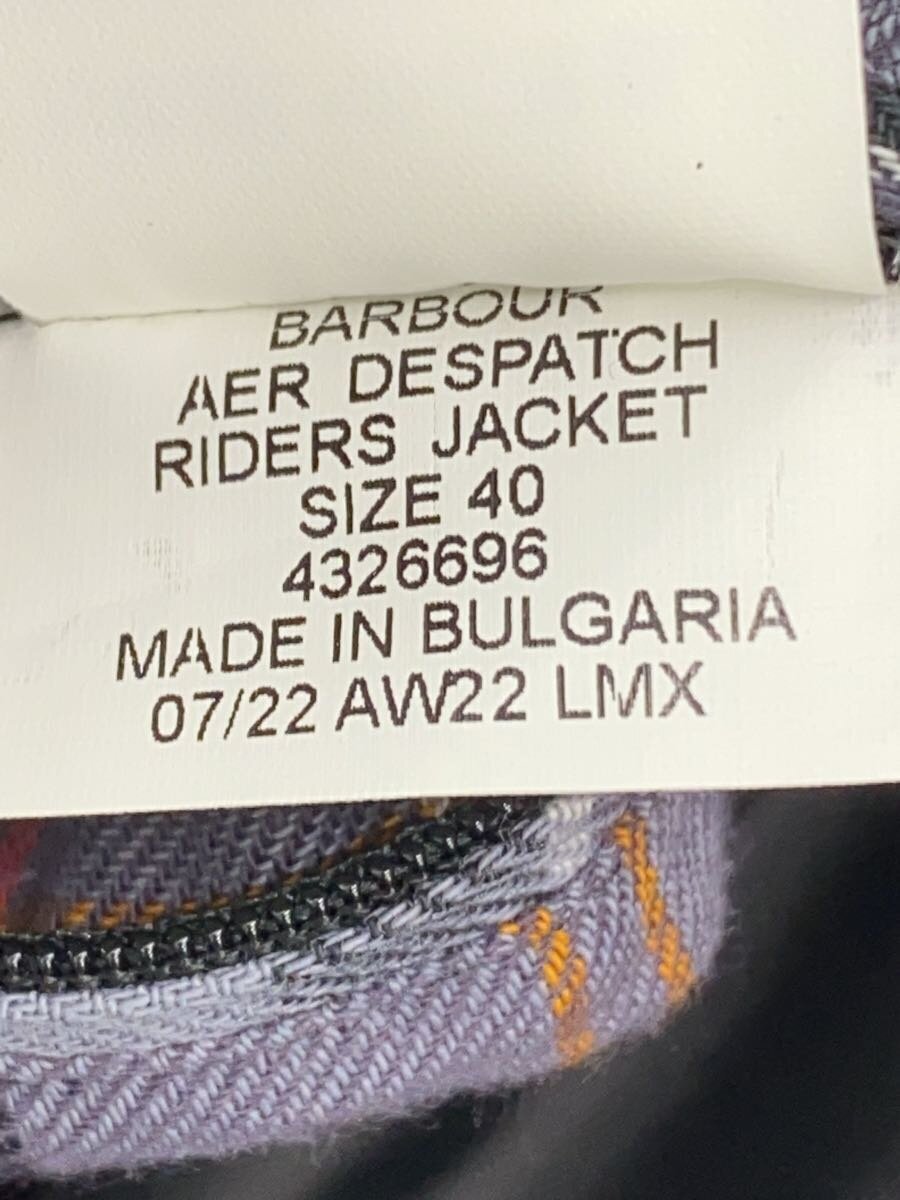 BARBOUR
AER DESPATCH
RIDERS JACKET
SIZE 40
4326696
MADE IN BULGARIA
07/22 AW22 LMX